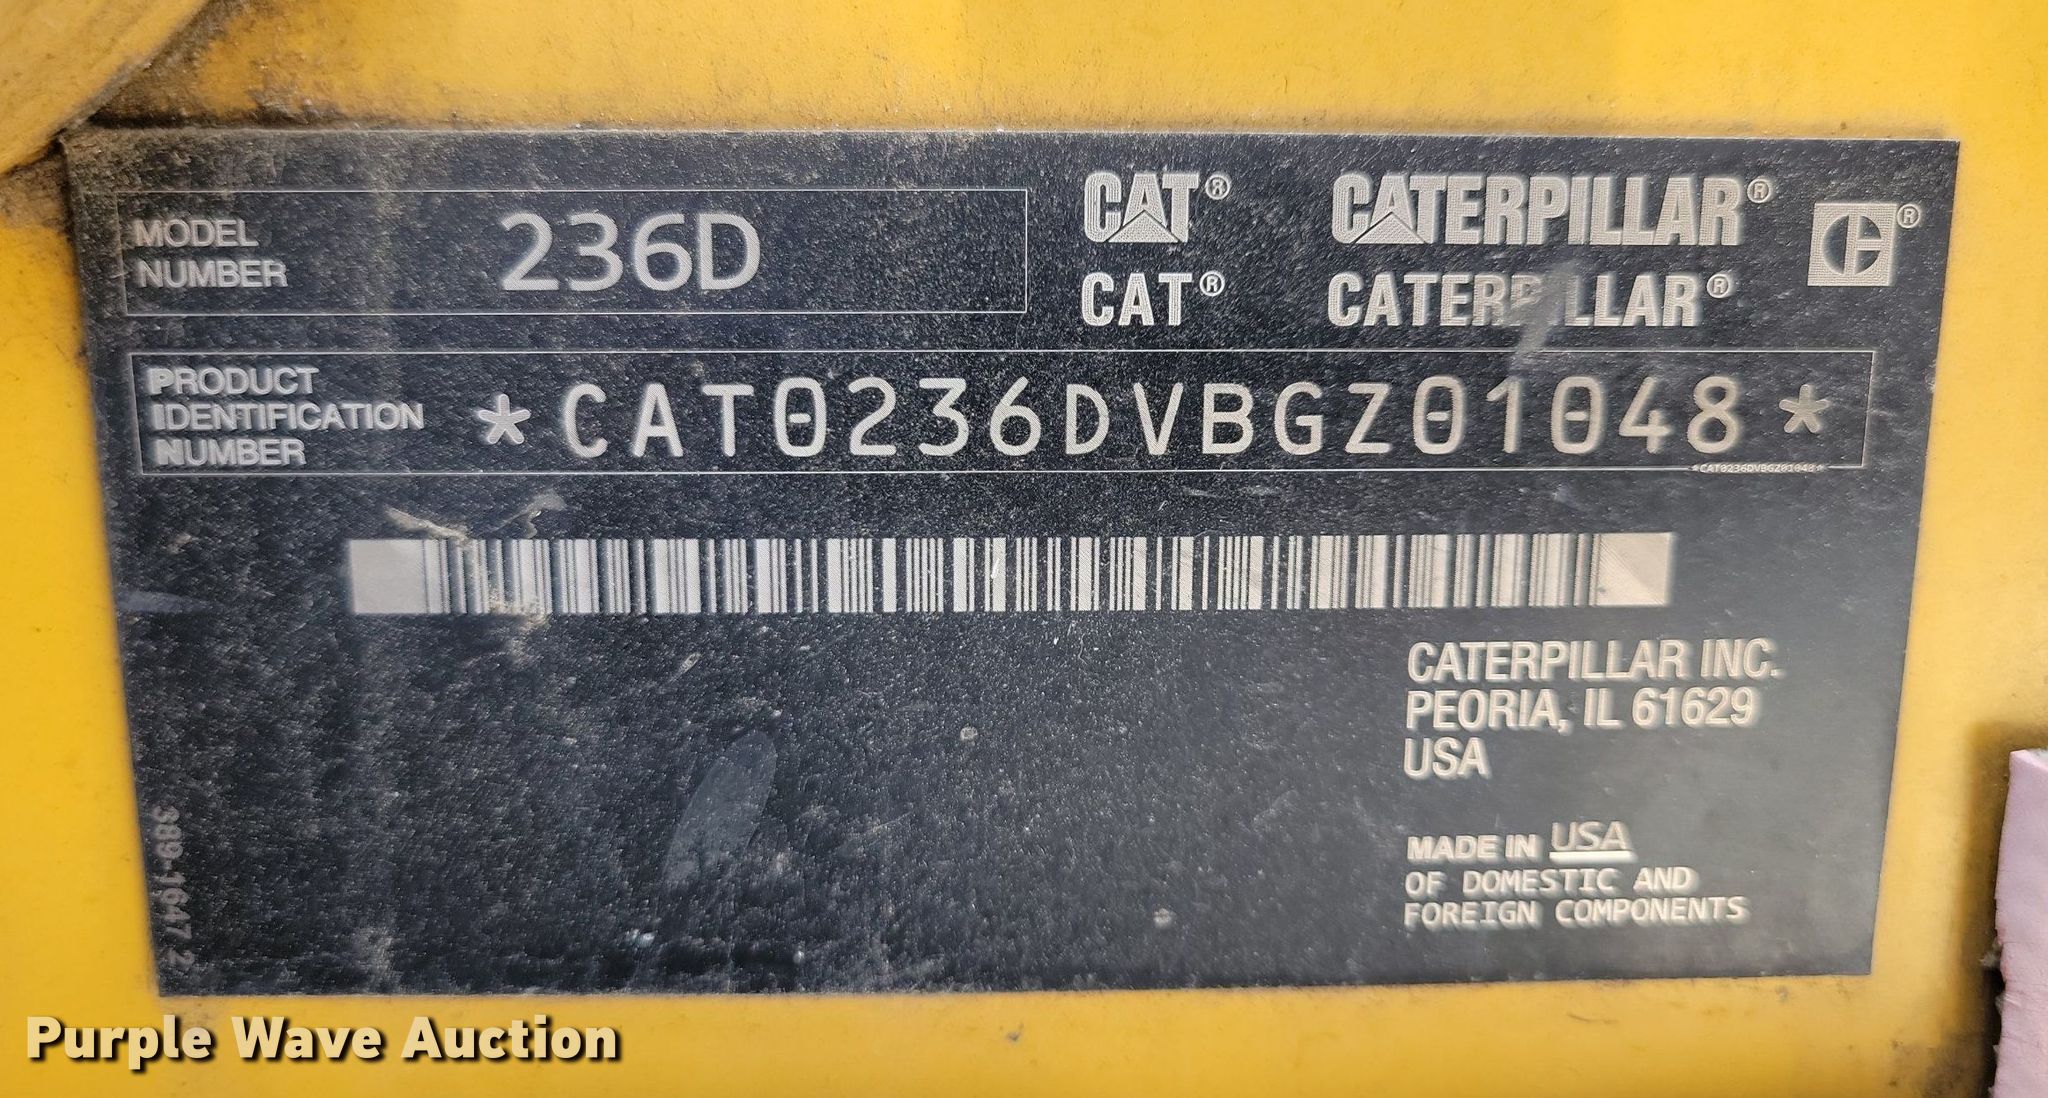 MODEL
NUMBER
236D
CAT® CATERPILLAR® ®
CAT® CATERPILLAR®
PRODUCT
IDENTIFICATION
NUMBER
*CAT0236DVBGZ01048*
*CAT0236DVBGZ01048*
CATERPILLAR INC.
PEORIA, IL 61629
USA
MADE IN USA
OF DOMESTIC AND
FOREIGN COMPONENTS
389-1647 2
Purple Wave Auction